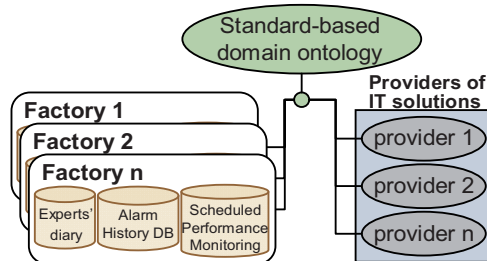 Standard-based
domain ontology
Providers of
IT solutions
Factory 1
Factory 2
Factory n
Experts'
diary
Alarm
History DB
Scheduled
Performance
Monitoring
provider 1
provider 2
provider n